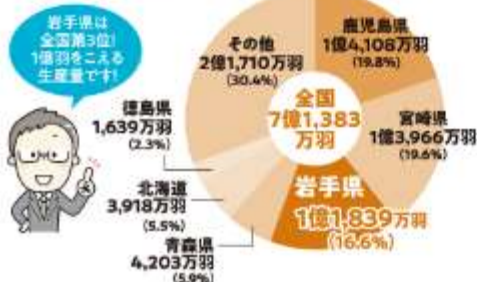 岩手県は
全国第3位!
1億羽をこえる
生産量です!
鹿児島県
1億4,108万羽
(19.8%)
宮崎県
1億3,966万羽
(19.6%)
岩手県
1億1,839万羽
(16.6%)
青森県
4,203万羽
(5.9%)
北海道
3,918万羽
(5.5%)
徳島県
1,639万羽
(2.3%)
その他
2億1,710万羽
(30.4%)
全国
7億1,383
万羽